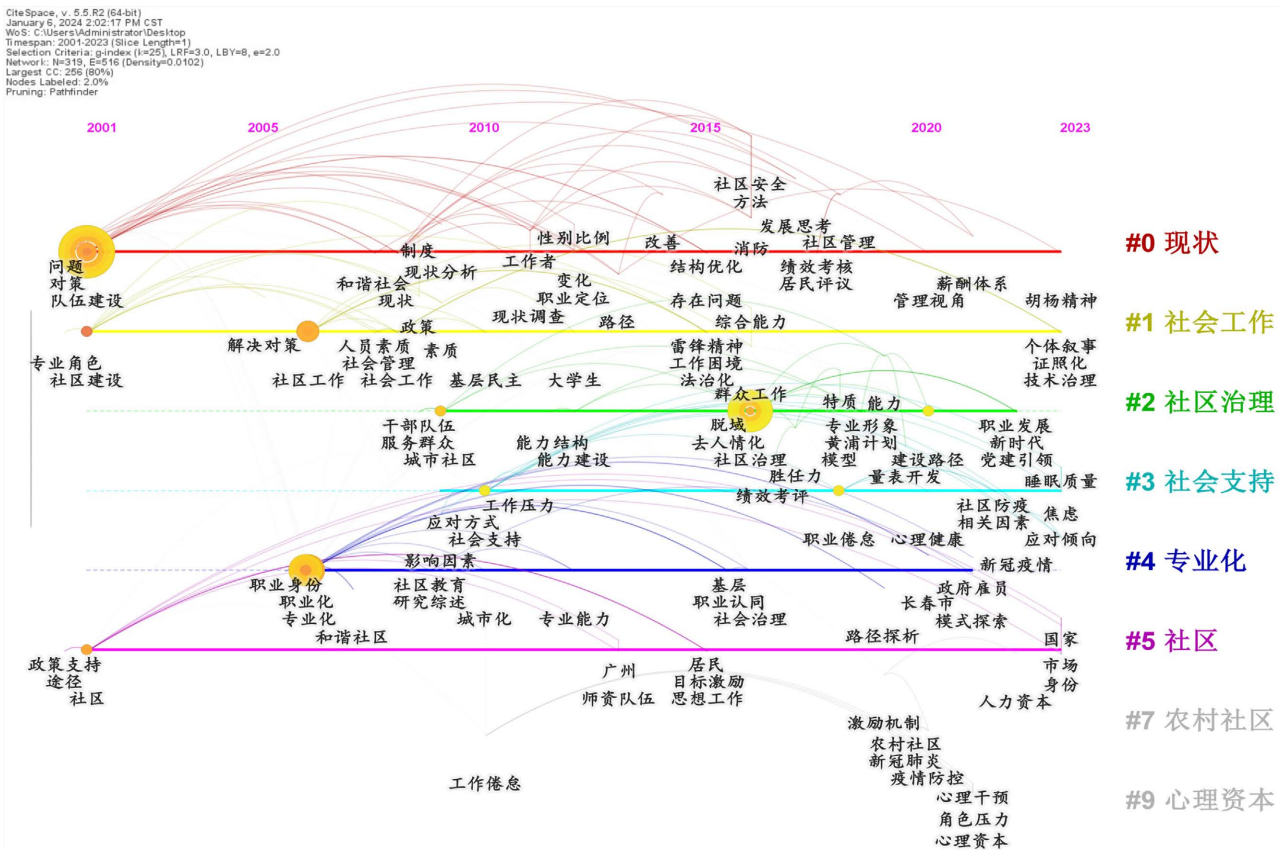 CiteSpace, v. 5.5.R2 (64-bit)
January 6, 2024 2:02:17 PM CST
WoS: C:\Users\Administrator\Desktop
Timespan: 2001-2023 (Slice Length=1)
Selection Criteria: g-index (k=25), LRF=3.0, LBY=8, e=2.0
Network: N=319, E=516 (Density=0.0102)
Largest CC: 256 (80%)
Nodes Labeled: 2.0%
Pruning: Pathfinder
2001 2005 2010 2015 2020 2023
社区安全
方法
发展思考
性别比例 改善 消防 社区管理
#0 现状
制度
工作者
问题 现状分析 结构优化 绩效考核
对策 和谐社会 变化 居民评议 薪酬体系
队伍建设 现状 职业定位 存在问题 管理视角 胡杨精神
现状调查 路径 综合能力
#1 社会工作
政策
解决对策 人员素质 素质 雷锋精神 个体叙事
专业角色 社会管理 工作困境 证照化
社区建设 社区工作 社会工作 基层民主 大学生 法治化 技术治理
群众工作 特质 能力
#2 社区治理
干部队伍 脱域 专业形象 职业发展
服务群众 能力结构 去人情化 黄浦计划 新时代
城市社区 能力建设 社区治理 模型 建设路径 党建引领
胜任力 量表开发 睡眠质量
#3 社会支持
绩效考评
工作压力 社区防疫 焦虑
应对方式 相关因素
社会支持 职业倦怠 心理健康 应对倾向
影响因素 新冠疫情
#4 专业化
职业身份 社区教育 基层 政府雇员
职业化 研究综述 职业认同 长春市
专业化 城市化 专业能力 社会治理 模式探索
和谐社区 路径探析 国家
#5 社区
政策支持 广州 居民 市场
途径 目标激励 身份
社区 师资队伍 思想工作 人力资本
激励机制
#7 农村社区
农村社区
新冠肺炎
工作倦怠 疫情防控
心理干预
#9 心理资本
角色压力
心理资本